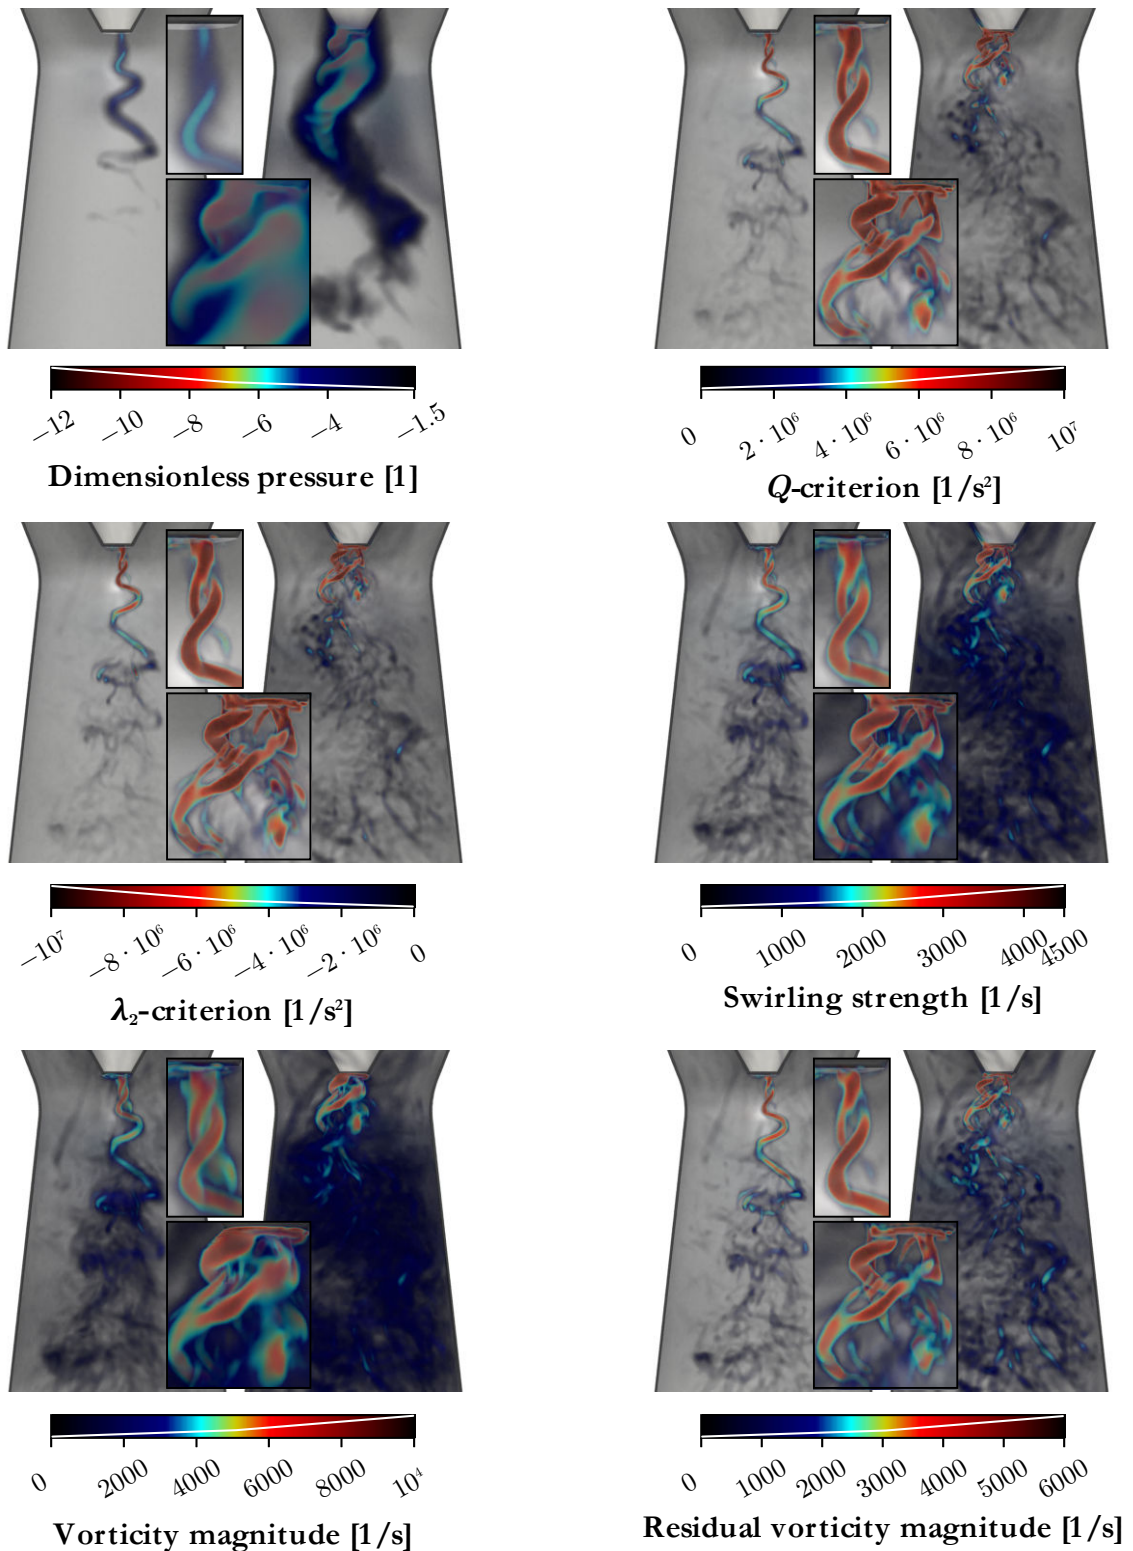 −12 −10 −8 −6 −4 −1.5
Dimensionless pressure [1]
0 2 · 10⁶ 4 · 10⁶ 6 · 10⁶ 8 · 10⁶ 10⁷
Q-criterion [1/s²]
−10⁷ −8 · 10⁶ −6 · 10⁶ −4 · 10⁶ −2 · 10⁶ 0
λ₂-criterion [1/s²]
0 1000 2000 3000 4000 4500
Swirling strength [1/s]
0 2000 4000 6000 8000 10⁴
Vorticity magnitude [1/s]
0 1000 2000 3000 4000 5000 6000
Residual vorticity magnitude [1/s]